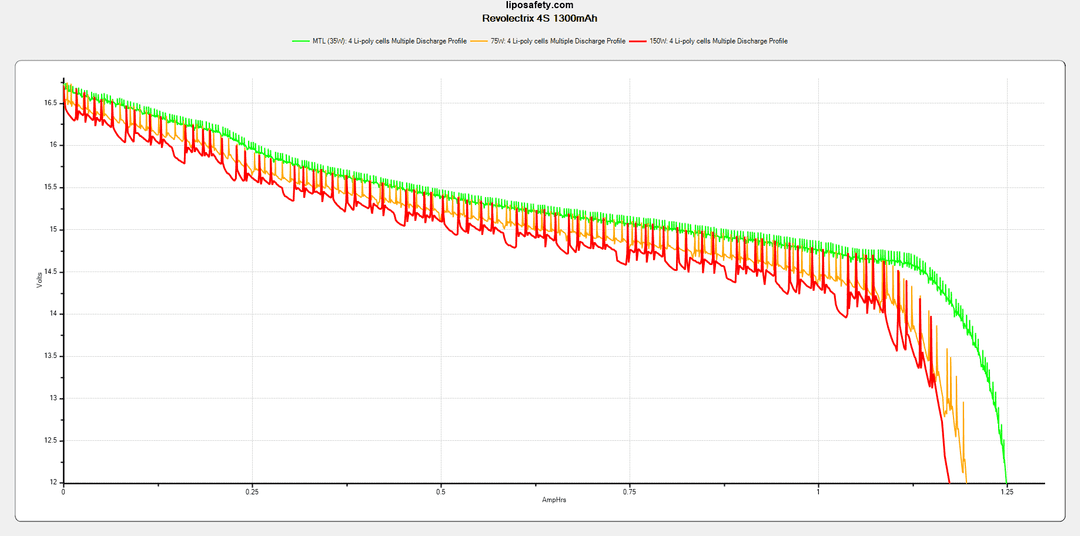 liposafety.com
Revolectrix 4S 1300mAh
MTL (35W): 4 Li-poly cells Multiple Discharge Profile 75W: 4 Li-poly cells Multiple Discharge Profile 150W: 4 Li-poly cells Multiple Discharge Profile
16.5
16
15.5
15
14.5
Volts
14
13.5
13
12.5
12
0 0.25 0.5 0.75 1 1.25
AmpHrs